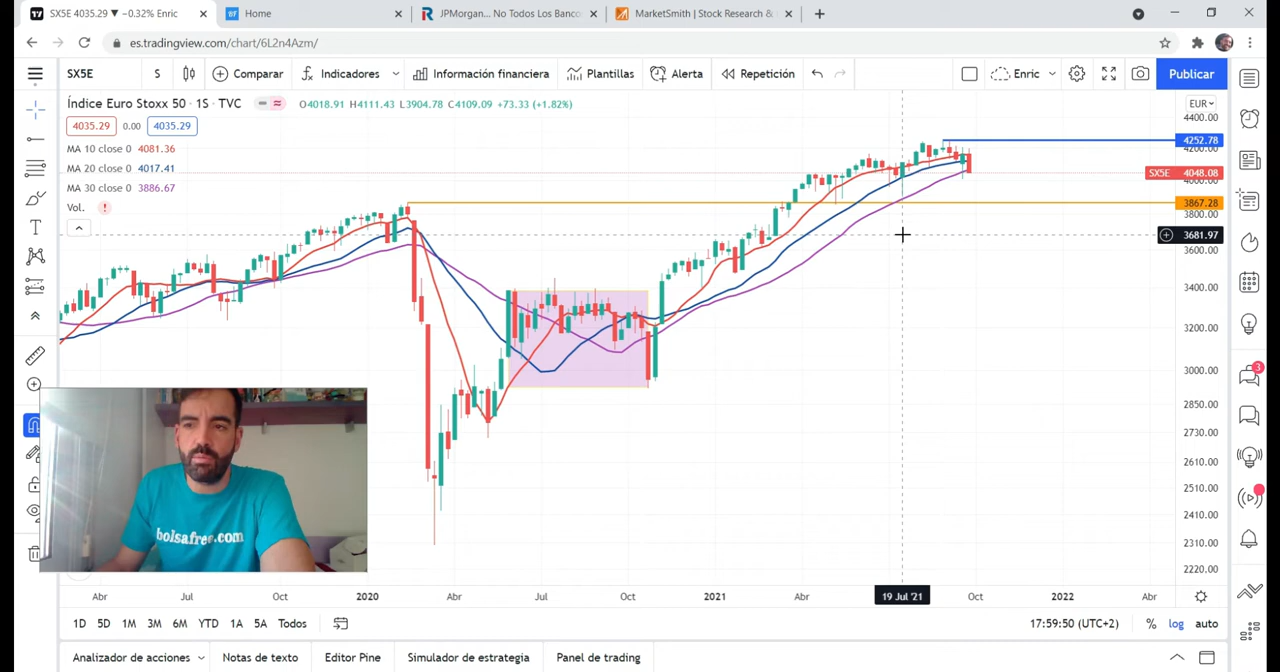 SX5E 4035.29 ▼ −0.32% Enric
Home
JPMorgan... No Todos Los Banco
MarketSmith | Stock Research &
es.tradingview.com/chart/6L2n4Azm/
SX5E S Comparar Indicadores Información financiera Plantillas Alerta Repetición Enric Publicar
Índice Euro Stoxx 50 · 1S · TVC O4018.91 H4111.43 L3904.78 C4109.09 +73.33 (+1.82%)
EUR
4035.29 0.00 4035.29
MA 10 close 0 4081.36
MA 20 close 0 4017.41
MA 30 close 0 3886.67
Vol.
4400.00
4252.78
4200.00
SX5E 4048.08
4000.00
3867.28
3800.00
3681.97
3600.00
3400.00
3200.00
3000.00
2850.00
2730.00
2610.00
2510.00
2410.00
2310.00
2220.00
3
bolsafree.com
Abr Jul Oct 2020 Abr Jul Oct 2021 Abr 19 Jul '21 Oct 2022 Abr
1D 5D 1M 3M 6M YTD 1A 5A Todos 17:59:50 (UTC+2) % log auto
Analizador de acciones Notas de texto Editor Pine Simulador de estrategia Panel de trading